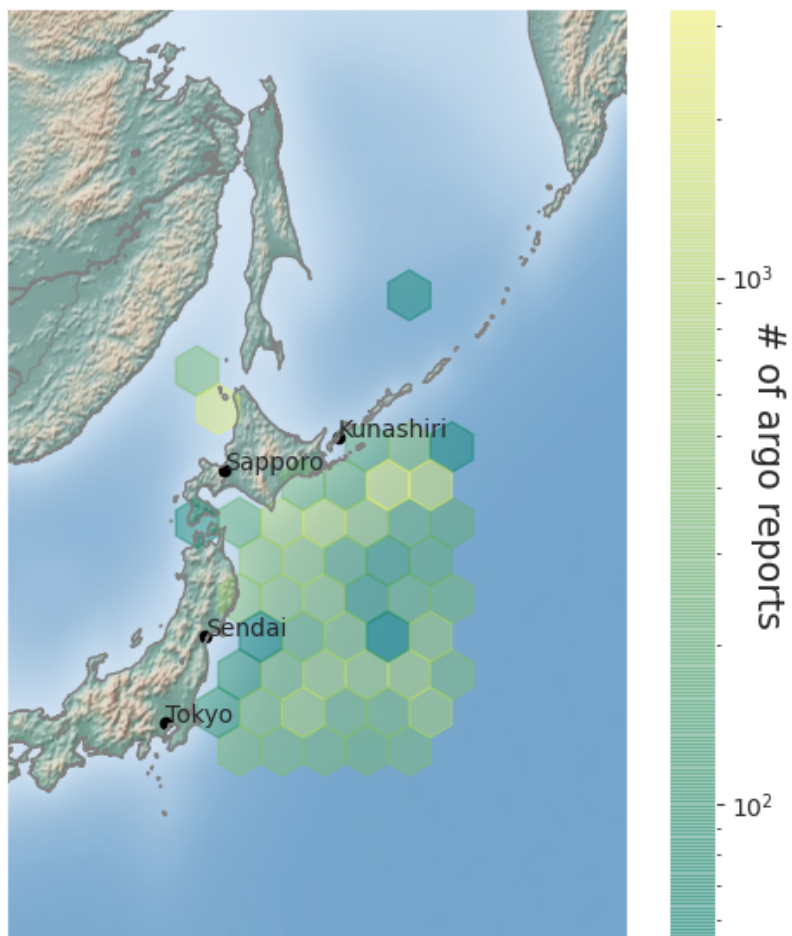 10³
Kunashiri
Sapporo
# of argo reports
Sendai
Tokyo
10²